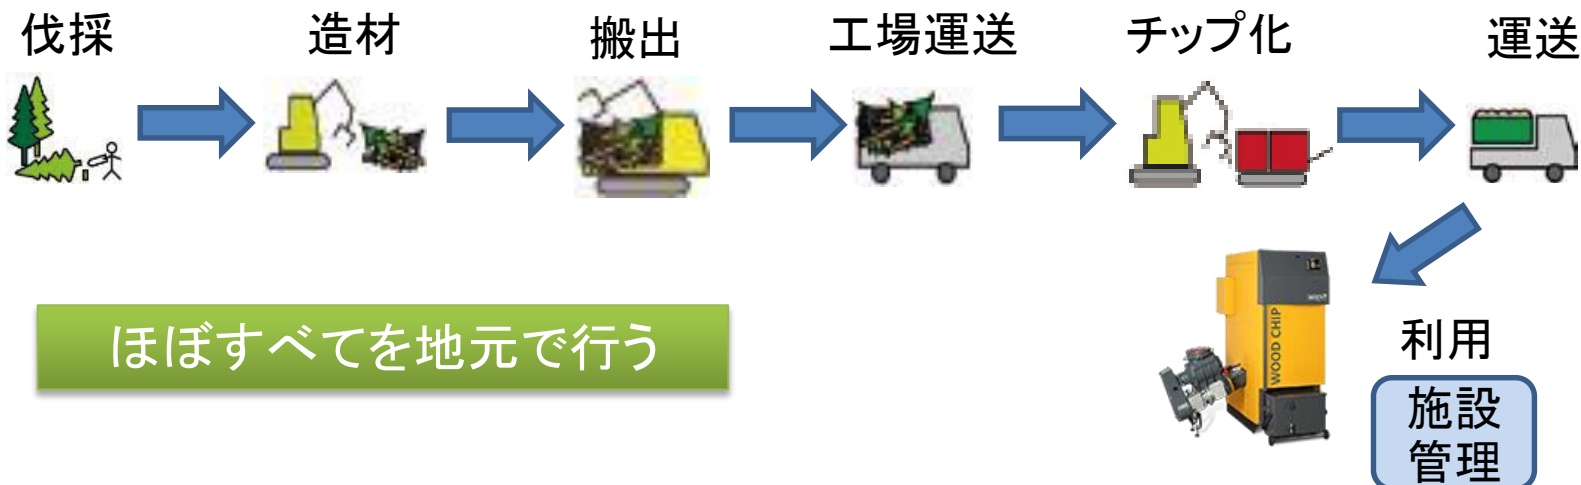 伐採
造材
搬出
工場運送
チップ化
運送
ほぼすべてを地元で行う
WOOD CHIP
利用
施設
管理